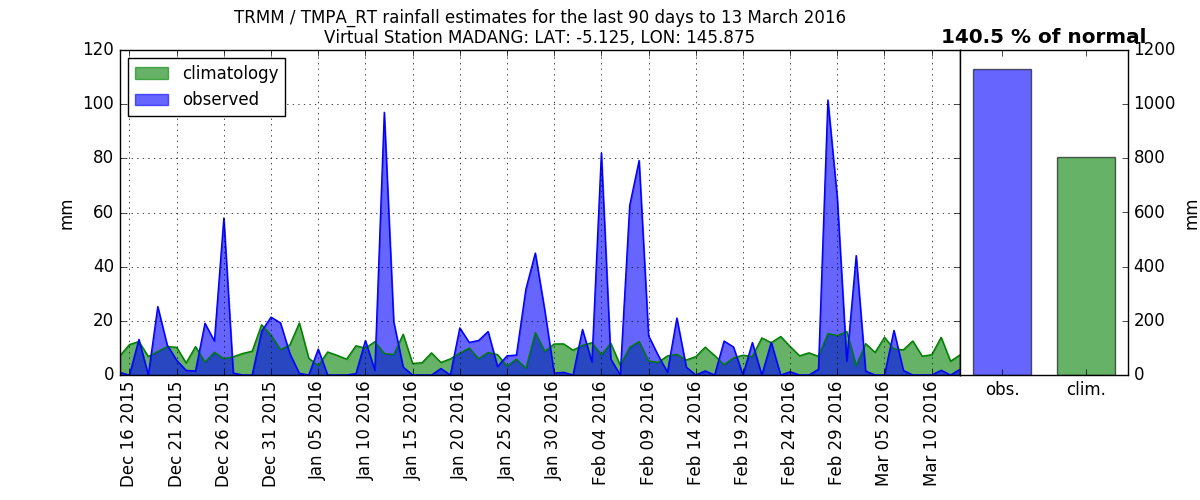 TRMM / TMPA_RT rainfall estimates for the last 90 days to 13 March 2016
Virtual Station MADANG: LAT: -5.125, LON: 145.875
140.5 % of normal
climatology
observed
mm
120
100
80
60
40
20
0
1200
1000
800
600
400
200
0
mm
Dec 16 2015
Dec 21 2015
Dec 26 2015
Dec 31 2015
Jan 05 2016
Jan 10 2016
Jan 15 2016
Jan 20 2016
Jan 25 2016
Jan 30 2016
Feb 04 2016
Feb 09 2016
Feb 14 2016
Feb 19 2016
Feb 24 2016
Feb 29 2016
Mar 05 2016
Mar 10 2016
obs.
clim.